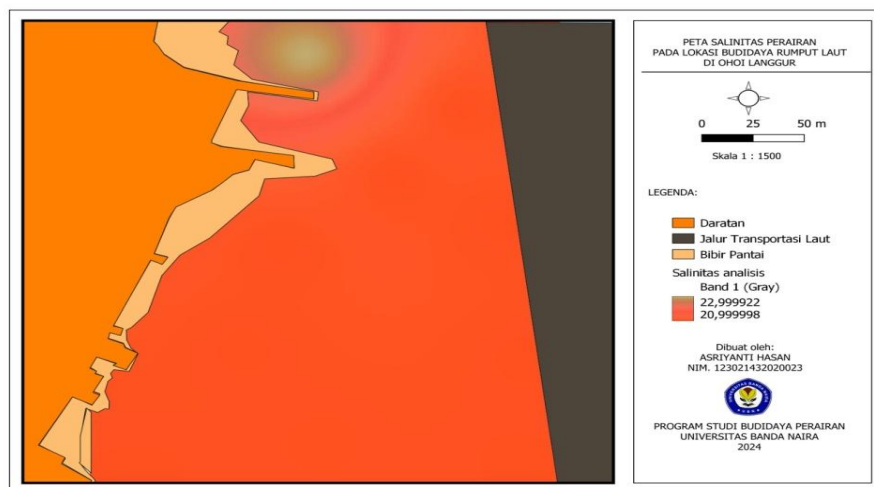 PETA SALINITAS PERAIRAN
PADA LOKASI BUDIDAYA RUMPUT LAUT
DI OHOI LANGGUR
0 25 50 m
Skala 1 : 1500
LEGENDA:
Daratan
Jalur Transportasi Laut
Bibir Pantai
Salinitas analisis
Band 1 (Gray)
22,999922
20,999998
Dibuat oleh:
ASRIYANTI HASAN
NIM. 123021432020023
PROGRAM STUDI BUDIDAYA PERAIRAN
UNIVERSITAS BANDA NAIRA
2024